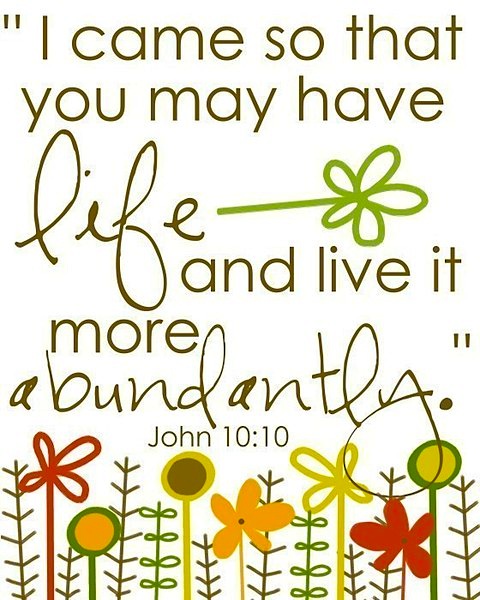 " I came so that
you may have
life
and live it
more
abundantly. "
John 10:10